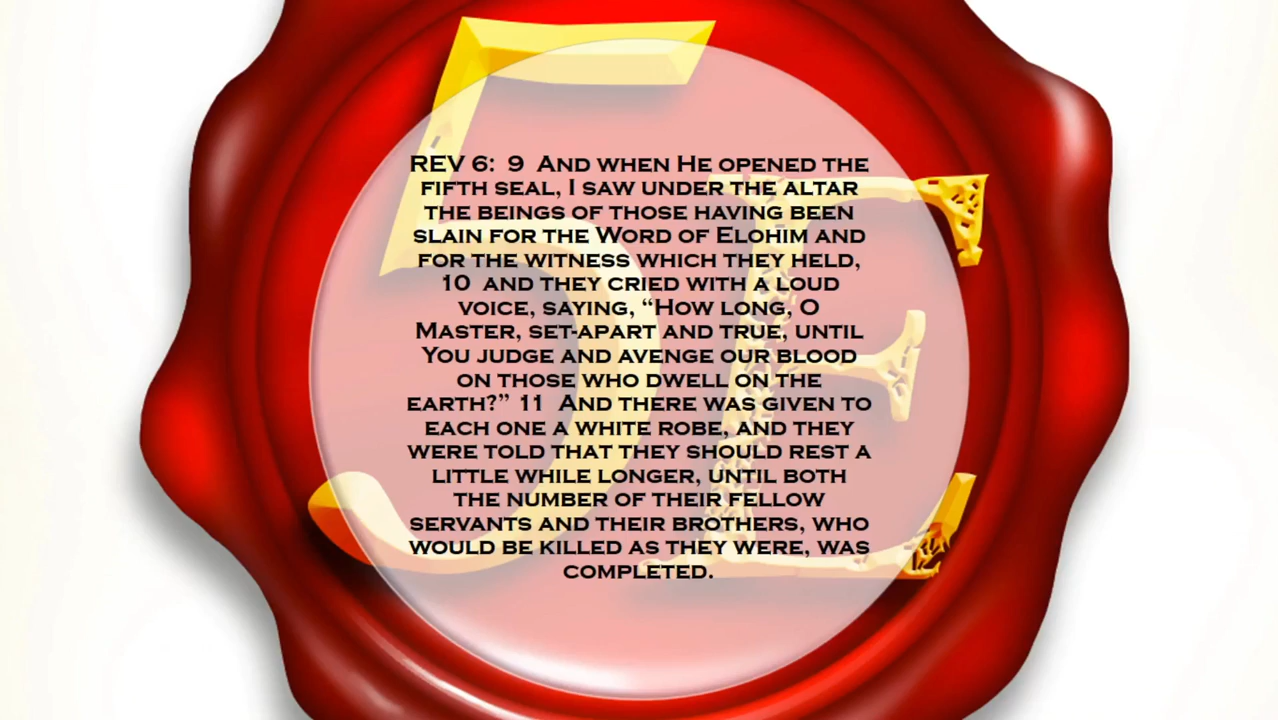 5E
REV 6:  9  And when He opened the
fifth seal, I saw under the altar
the beings of those having been
slain for the Word of Elohim and
for the witness which they held,
10  and they cried with a loud
voice, saying, “How long, O
Master, set-apart and true, until
You judge and avenge our blood
on those who dwell on the
earth?” 11  And there was given to
each one a white robe, and they
were told that they should rest a
little while longer, until both
the number of their fellow
servants and their brothers, who
would be killed as they were, was
completed.